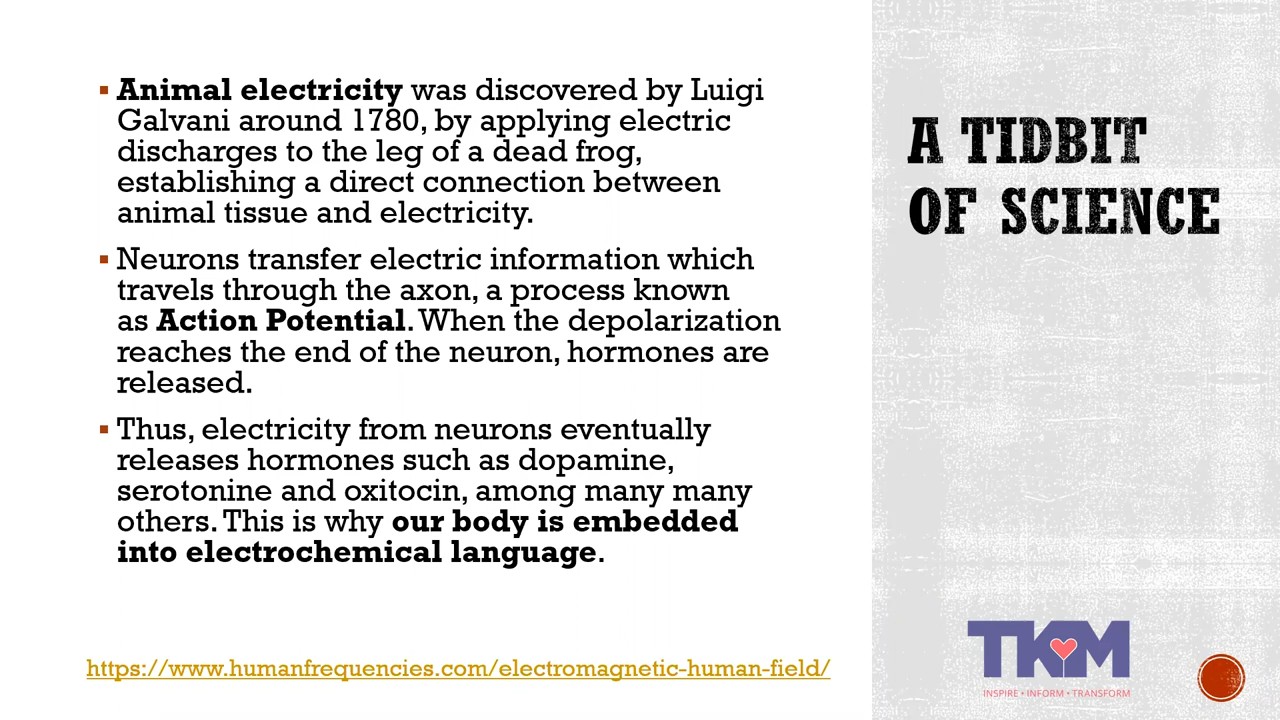 Animal electricity was discovered by Luigi
Galvani around 1780, by applying electric
discharges to the leg of a dead frog,
establishing a direct connection between
animal tissue and electricity.
Neurons transfer electric information which
travels through the axon, a process known
as Action Potential. When the depolarization
reaches the end of the neuron, hormones are
released.
Thus, electricity from neurons eventually
releases hormones such as dopamine,
serotonine and oxitocin, among many many
others. This is why our body is embedded
into electrochemical language.
https://www.humanfrequencies.com/electromagnetic-human-field/
A TIDBIT
OF SCIENCE
TKM
INSPIRE • INFORM • TRANSFORM